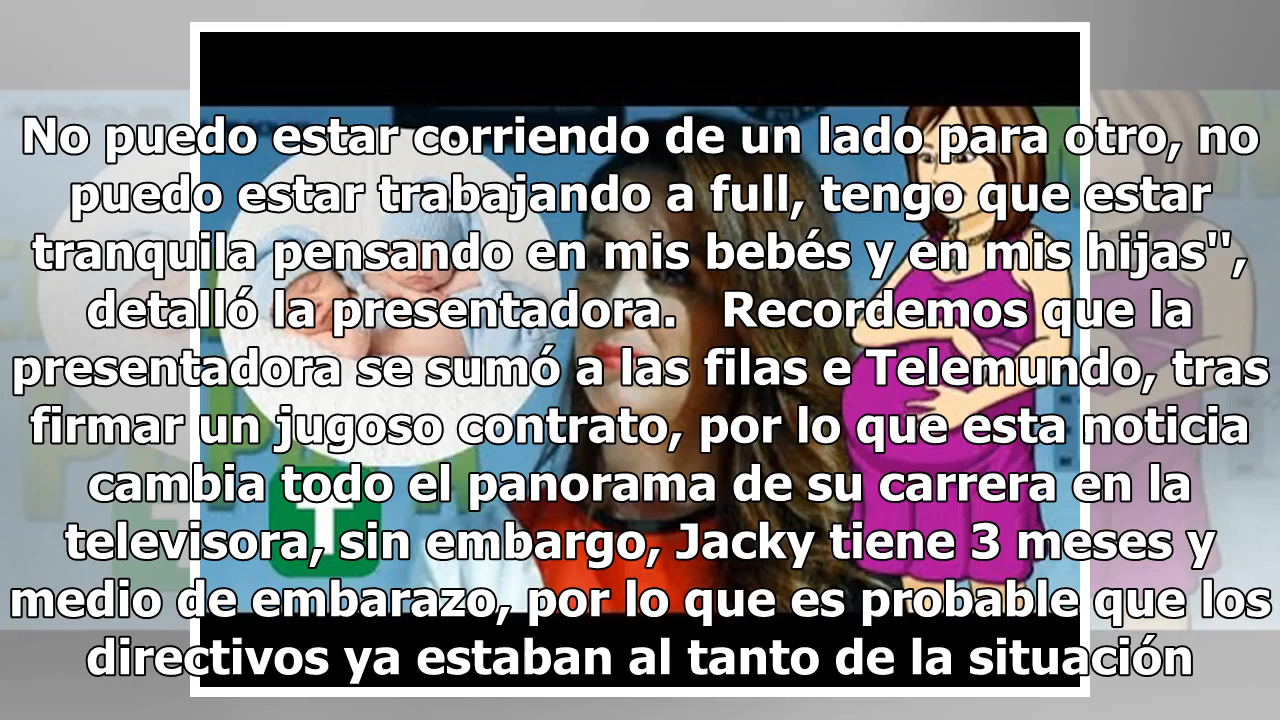 No puedo estar corriendo de un lado para otro, no
puedo estar trabajando a full, tengo que estar
tranquila pensando en mis bebés y en mis hijas",
detalló la presentadora.   Recordemos que la
presentadora se sumó a las filas e Telemundo, tras
firmar un jugoso contrato, por lo que esta noticia
cambia todo el panorama de su carrera en la
televisora, sin embargo, Jacky tiene 3 meses y
medio de embarazo, por lo que es probable que los
directivos ya estaban al tanto de la situación